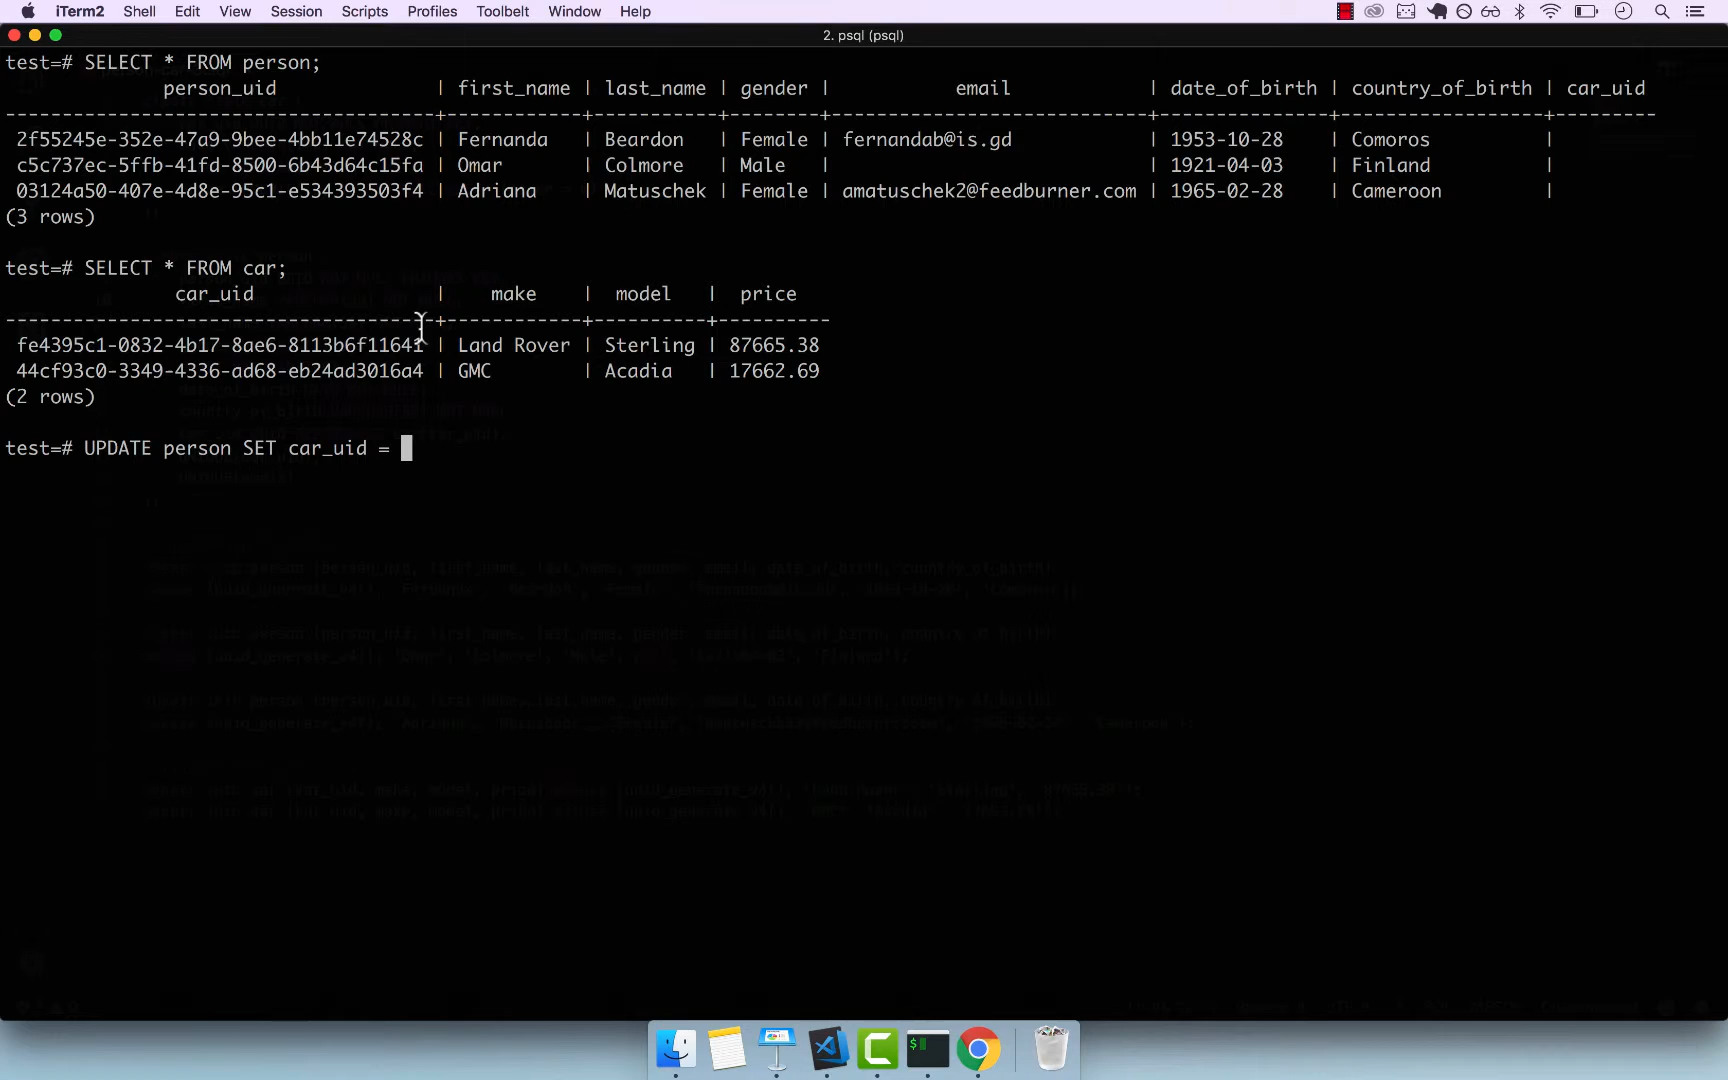 iTerm2 Shell Edit View Session Scripts Profiles Toolbelt Window Help
2. psql (psql)
test=# SELECT * FROM person;
person_uid | first_name | last_name | gender | email | date_of_birth | country_of_birth | car_uid
--------------------------------------+------------+-----------+--------+----------------------------+---------------+------------------+---------
2f55245e-352e-47a9-9bee-4bb11e74528c | Fernanda | Beardon | Female | fernandab@is.gd | 1953-10-28 | Comoros |
c5c737ec-5ffb-41fd-8500-6b43d64c15fa | Omar | Colmore | Male | | 1921-04-03 | Finland |
03124a50-407e-4d8e-95c1-e534393503f4 | Adriana | Matuschek | Female | amatuschek2@feedburner.com | 1965-02-28 | Cameroon |
(3 rows)
test=# SELECT * FROM car;
car_uid | make | model | price
--------------------------------------+------------+----------+----------
fe4395c1-0832-4b17-8ae6-8113b6f11641 | Land Rover | Sterling | 87665.38
44cf93c0-3349-4336-ad68-eb24ad3016a4 | GMC | Acadia | 17662.69
(2 rows)
test=# UPDATE person SET car_uid =